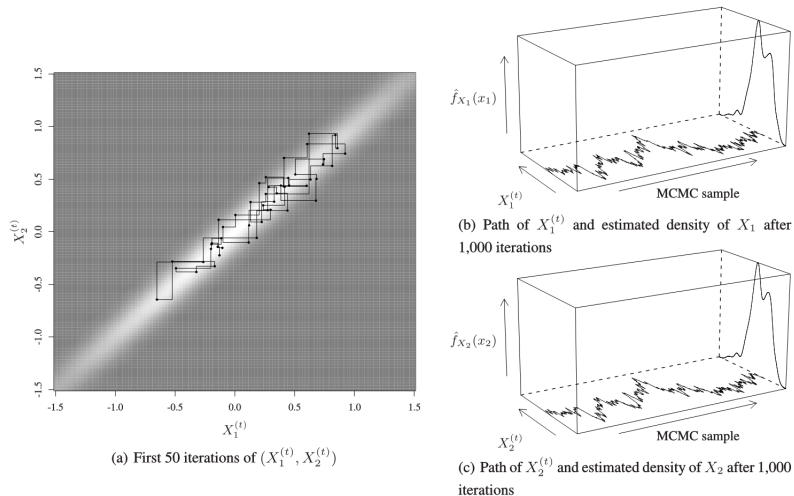 1.5
1.0
0.5
0.0
-0.5
-1.0
-1.5
X_2^{(t)}
-1.5 -1.0 -0.5 0.0 0.5 1.0 1.5
X_1^{(t)}
(a) First 50 iterations of (X_1^{(t)}, X_2^{(t)})
\hat{f}_{X_1}(x_1)
X_1^{(t)}
MCMC sample
(b) Path of X_1^{(t)} and estimated density of X_1 after
1,000 iterations
\hat{f}_{X_2}(x_2)
X_2^{(t)}
MCMC sample
(c) Path of X_2^{(t)} and estimated density of X_2 after 1,000
iterations